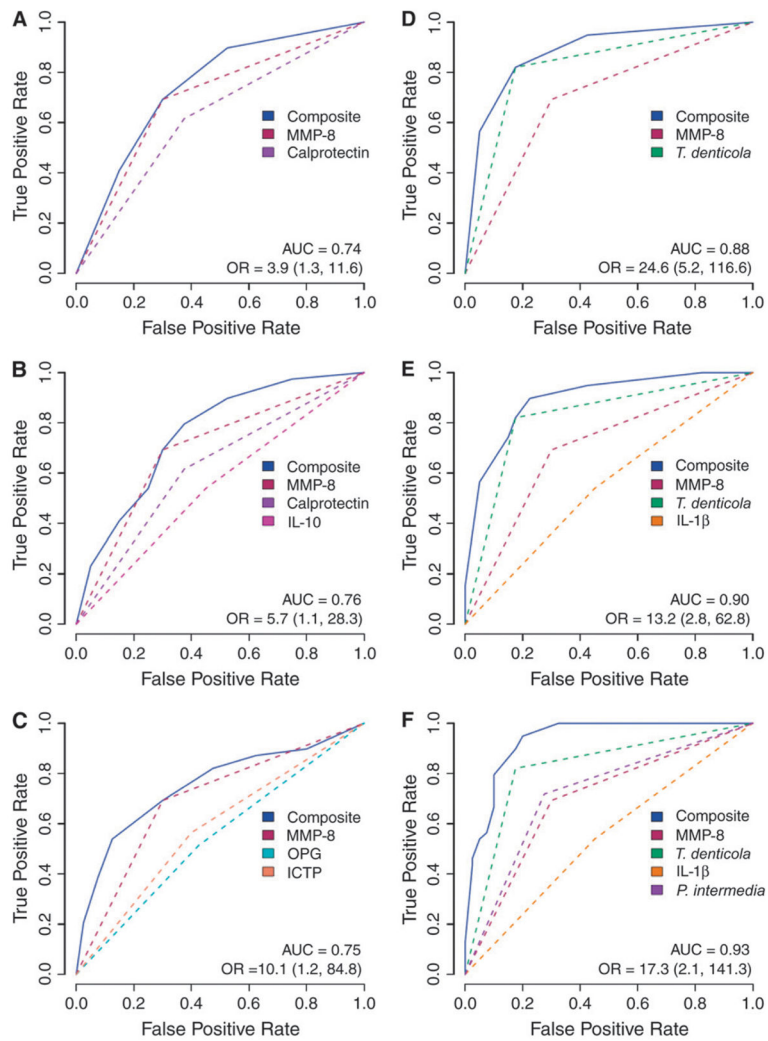 A
True Positive Rate
0.0 0.2 0.4 0.6 0.8 1.0
Composite
MMP-8
Calprotectin
AUC = 0.74
OR = 3.9 (1.3, 11.6)
0.0 0.2 0.4 0.6 0.8 1.0
False Positive Rate
B
True Positive Rate
0.0 0.2 0.4 0.6 0.8 1.0
Composite
MMP-8
Calprotectin
IL-10
AUC = 0.76
OR = 5.7 (1.1, 28.3)
0.0 0.2 0.4 0.6 0.8 1.0
False Positive Rate
C
True Positive Rate
0.0 0.2 0.4 0.6 0.8 1.0
Composite
MMP-8
OPG
ICTP
AUC = 0.75
OR =10.1 (1.2, 84.8)
0.0 0.2 0.4 0.6 0.8 1.0
False Positive Rate
D
True Positive Rate
0.0 0.2 0.4 0.6 0.8 1.0
Composite
MMP-8
T. denticola
AUC = 0.88
OR = 24.6 (5.2, 116.6)
0.0 0.2 0.4 0.6 0.8 1.0
False Positive Rate
E
True Positive Rate
0.0 0.2 0.4 0.6 0.8 1.0
Composite
MMP-8
T. denticola
IL-1β
AUC = 0.90
OR = 13.2 (2.8, 62.8)
0.0 0.2 0.4 0.6 0.8 1.0
False Positive Rate
F
True Positive Rate
0.0 0.2 0.4 0.6 0.8 1.0
Composite
MMP-8
T. denticola
IL-1β
P. intermedia
AUC = 0.93
OR = 17.3 (2.1, 141.3)
0.0 0.2 0.4 0.6 0.8 1.0
False Positive Rate